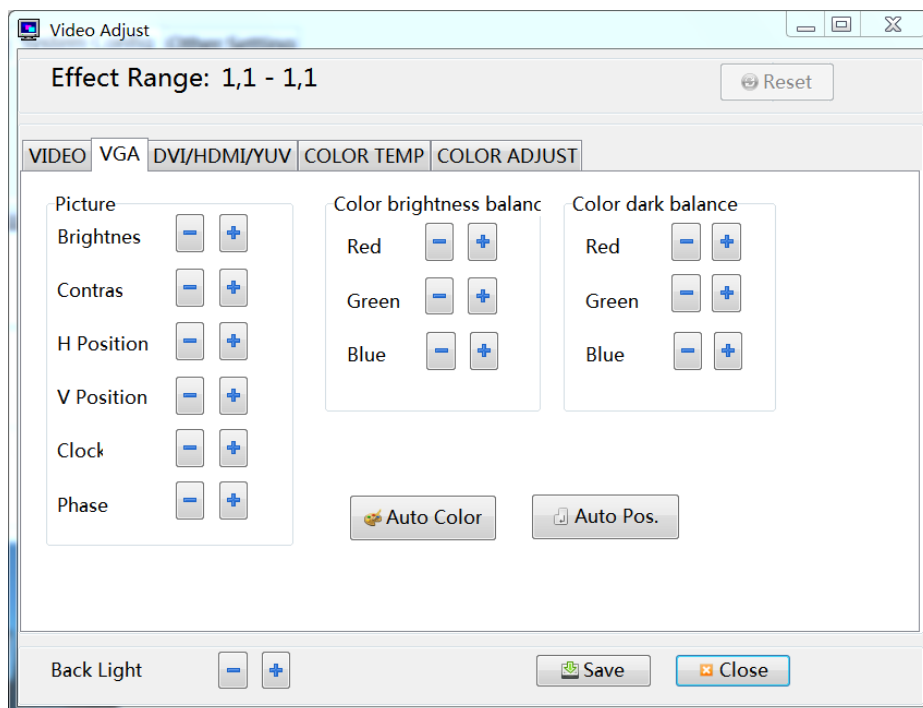 Video Adjust
Effect Range: 1,1 - 1,1
Reset
VIDEO VGA DVI/HDMI/YUV COLOR TEMP COLOR ADJUST
Picture
Brightnes
Contras
H Position
V Position
Clock
Phase
Color brightness balanc
Red
Green
Blue
Color dark balance
Red
Green
Blue
Auto Color
Auto Pos.
Back Light
Save
Close